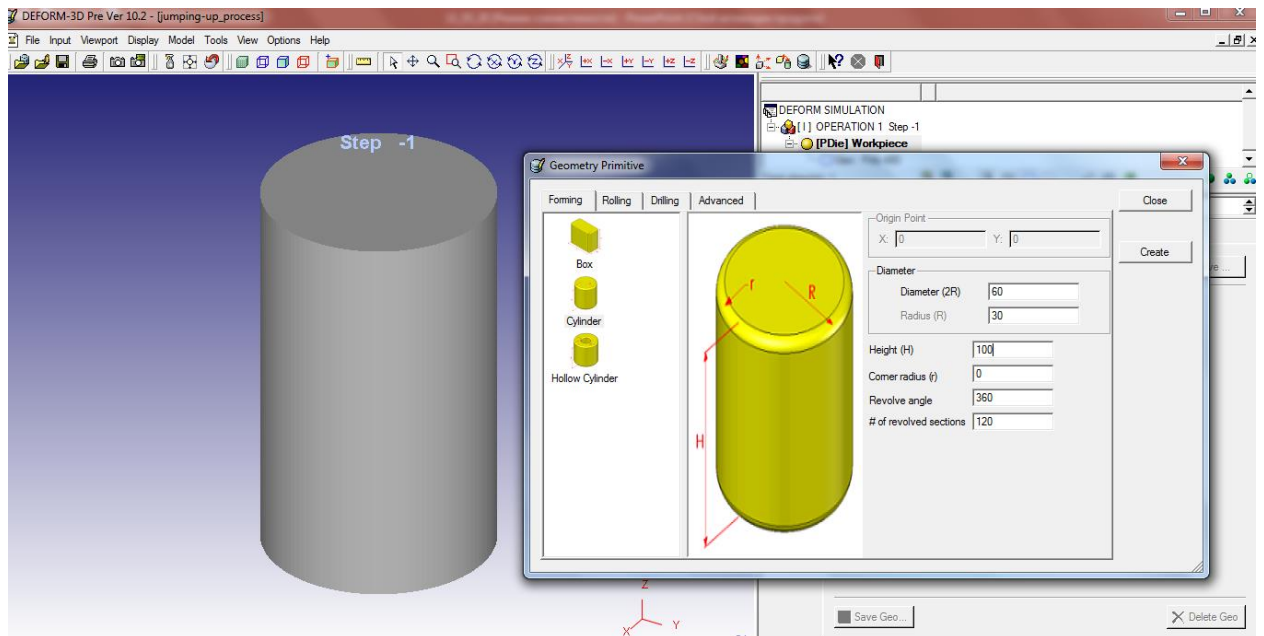 DEFORM-3D Pre Ver 10.2 - [jumping-up_process]
File Input Viewport Display Model Tools View Options Help
Step -1
DEFORM SIMULATION
[I] OPERATION 1 Step -1
[PDie] Workpiece
Geometry Primitive
Forming Rolling Drilling Advanced
Box
Cylinder
Hollow Cylinder
r
R
H
Origin Point
X: 0 Y: 0
Diameter
Diameter (2R) 60
Radius (R) 30
Height (H) 100
Corner radius (r) 0
Revolve angle 360
# of revolved sections 120
Close
Create
Z
Y
X
Save Geo...
Delete Geo